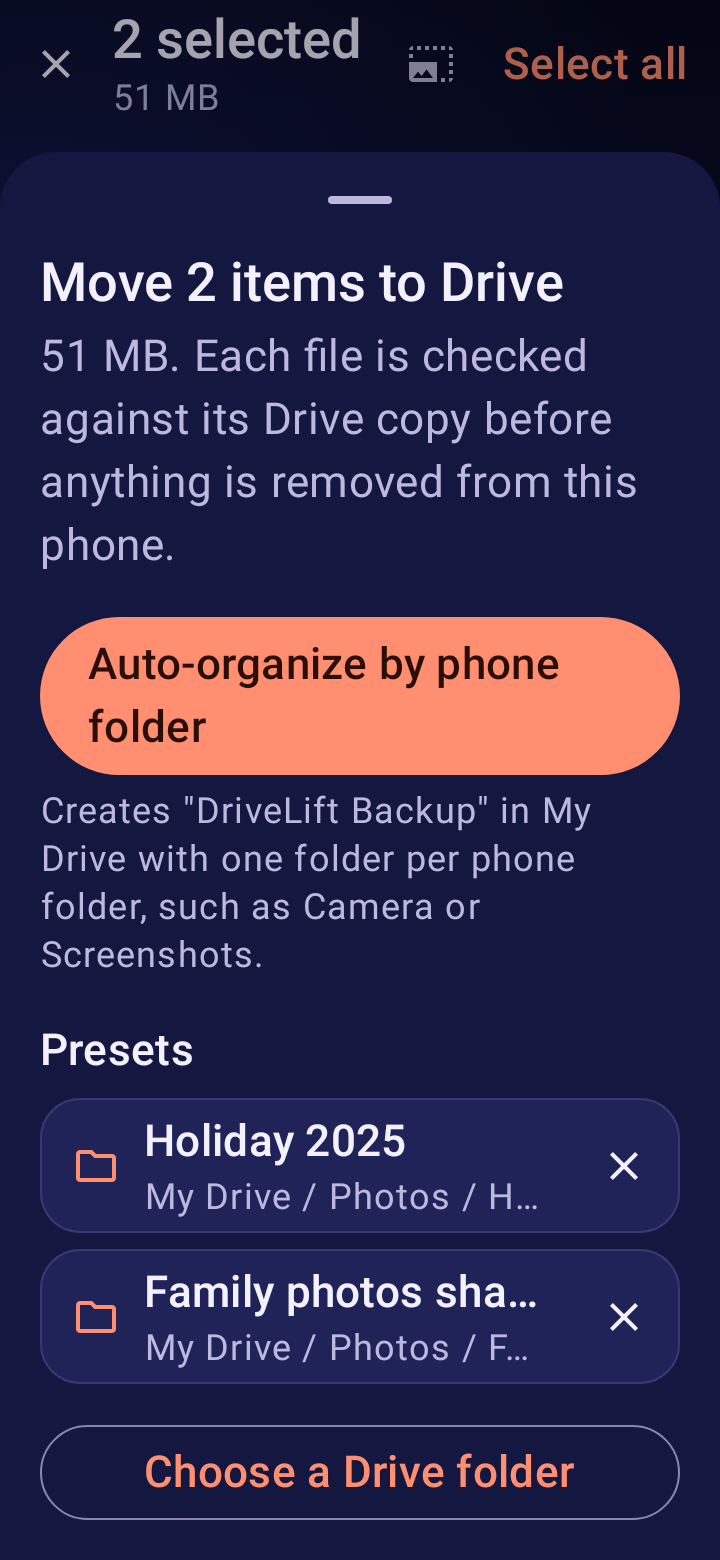 2 selected
51 MB
Select all
Move 2 items to Drive
51 MB. Each file is checked
against its Drive copy before
anything is removed from this
phone.
Auto-organize by phone
folder
Creates "DriveLift Backup" in My
Drive with one folder per phone
folder, such as Camera or
Screenshots.
Presets
Holiday 2025
My Drive / Photos / H…
Family photos sha…
My Drive / Photos / F…
Choose a Drive folder